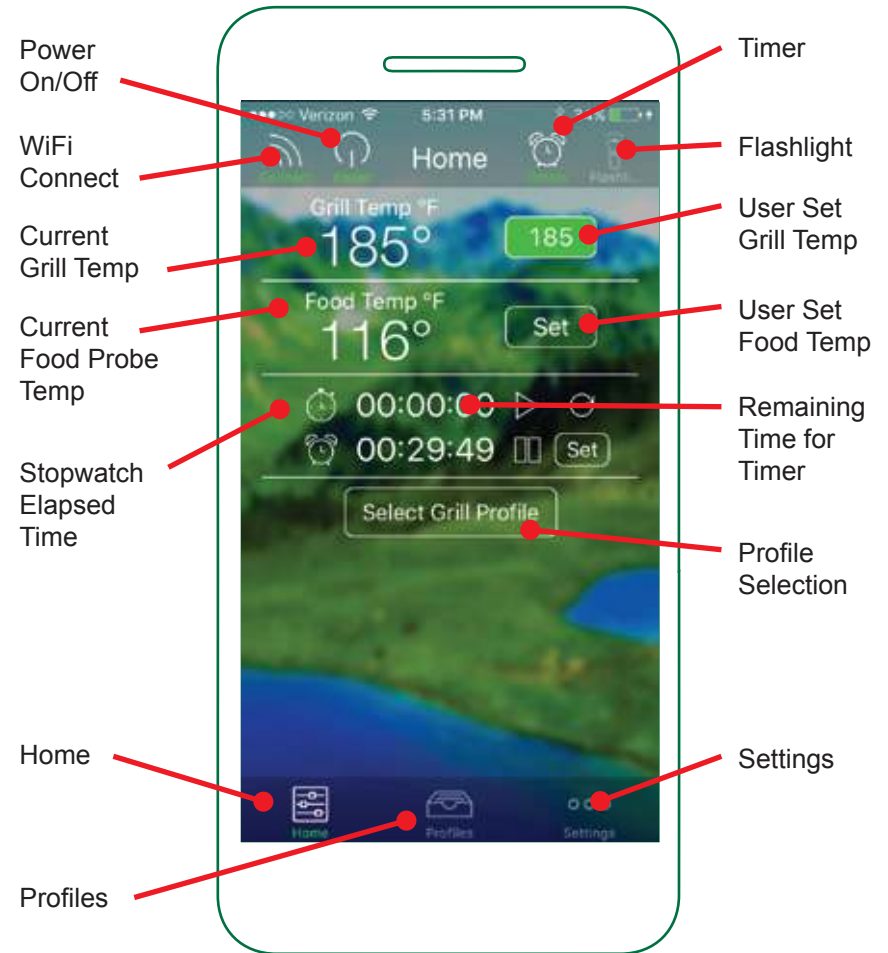 Power
On/Off
WiFi
Connect
Current
Grill Temp
Current
Food Probe
Temp
Stopwatch
Elapsed
Time
Home
Profiles
Verizon 5:31 PM
Home
Grill Temp °F
185° 185
Food Temp °F
116° Set
00:00:00
00:29:49 Set
Select Grill Profile
Home Profiles Settings
Timer
Flashlight
User Set
Grill Temp
User Set
Food Temp
Remaining
Time for
Timer
Profile
Selection
Settings